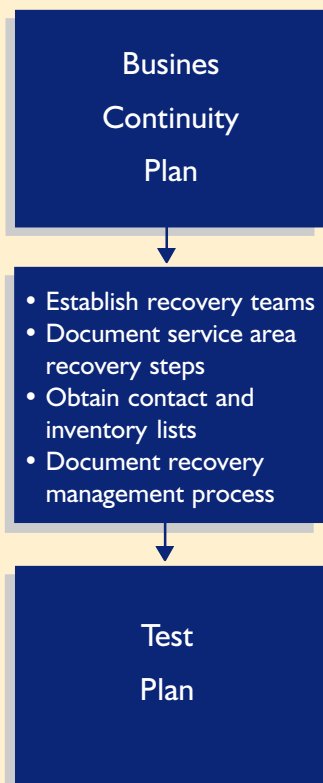 Busines
Continuity
Plan
• Establish recovery teams
• Document service area
recovery steps
• Obtain contact and
inventory lists
• Document recovery
management process
Test
Plan